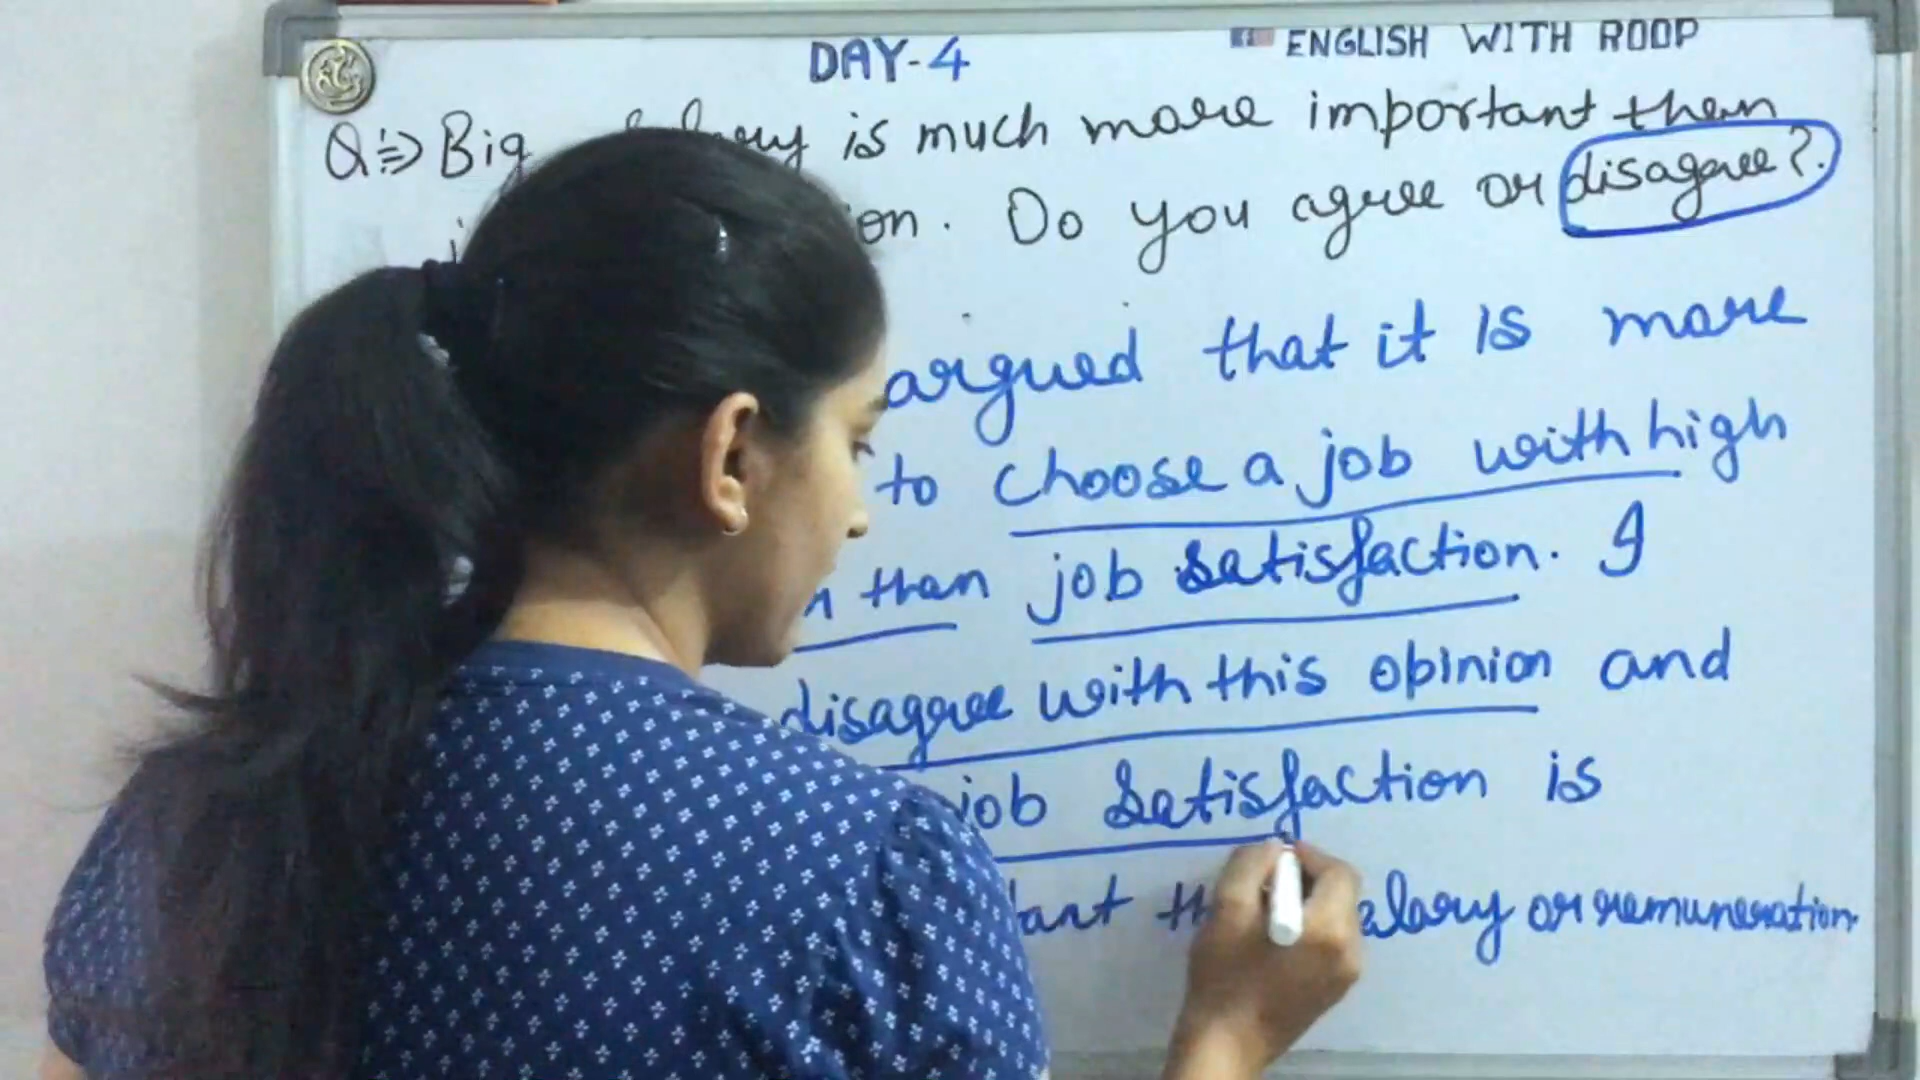 DAY-4
ENGLISH WITH ROOP
Q:⇒ Big is much more important than
Do you agree or disagree?.
argued that it is more
to choose a job with high
than job satisfaction. I
disagree with this opinion and
job satisfaction is
or remuneration.